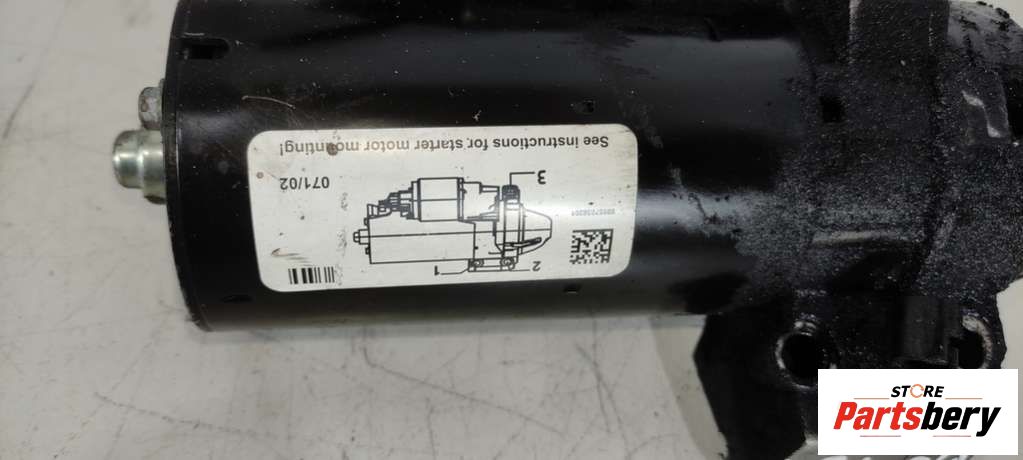 See instructions for starter motor mounting!
071/02
3
1
2
STORE
Partsbery